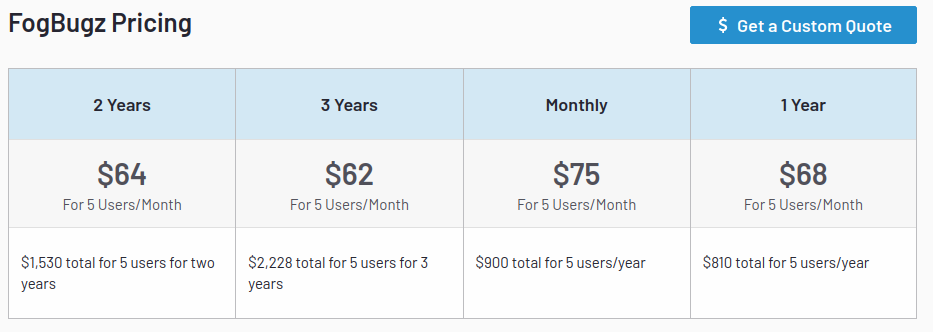 FogBugz Pricing
$ Get a Custom Quote
2 Years
3 Years
Monthly
1 Year
$64
$62
$75
$68
For 5 Users/Month
For 5 Users/Month
For 5 Users/Month
For 5 Users/Month
$1,530 total for 5 users for two
years
$2,228 total for 5 users for 3
years
$900 total for 5 users/year
$810 total for 5 users/year